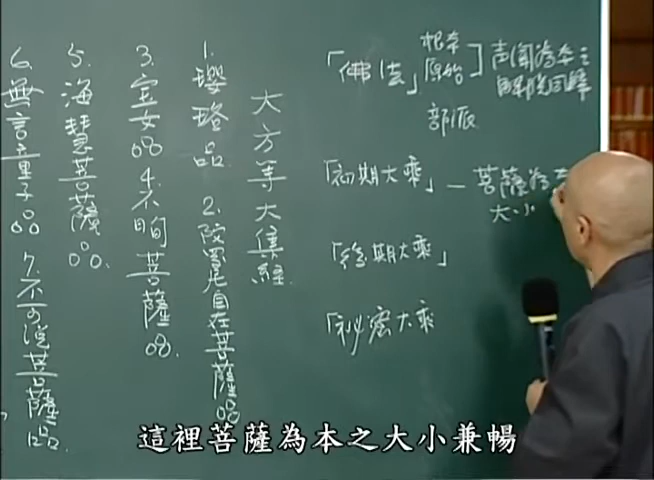 「佛法」
根本
原始
声聞為本之
解脫同歸
部派
「初期大乘」— 菩薩為本
大小
「後期大乘」
「祕密大乘
大方等大集經
1. 瓔珞品 2. 陀羅尼自在菩薩品
3. 宝女品 4. 不眴菩薩品.
5. 海慧菩薩品.
6. 無言童子品 7. 不可說菩薩品
這裡菩薩為本之大小兼暢